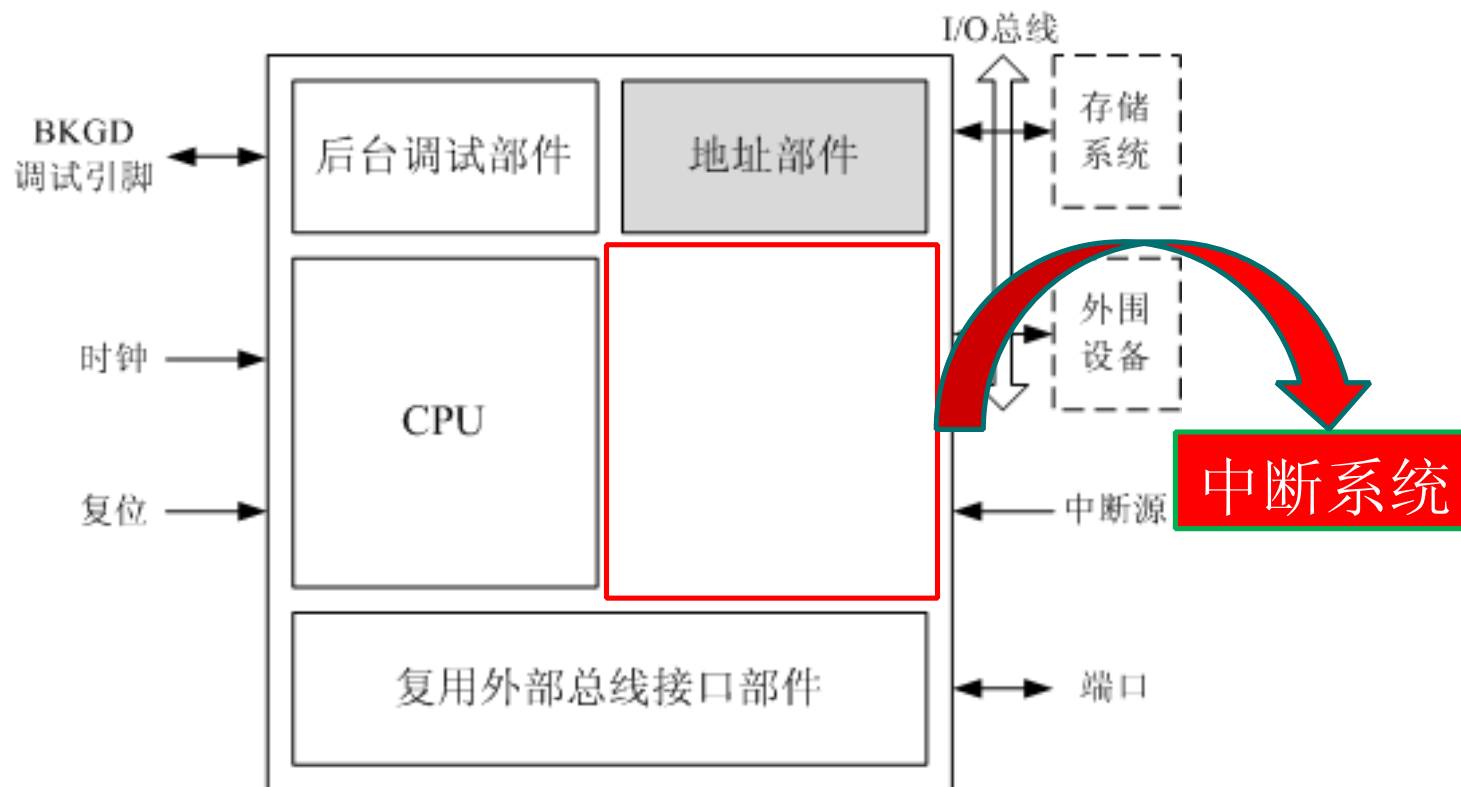 I/O总线
BKGD
调试引脚
后台调试部件
地址部件
存储
系统
时钟
外围
设备
CPU
复位
中断源
中断系统
复用外部总线接口部件
端口